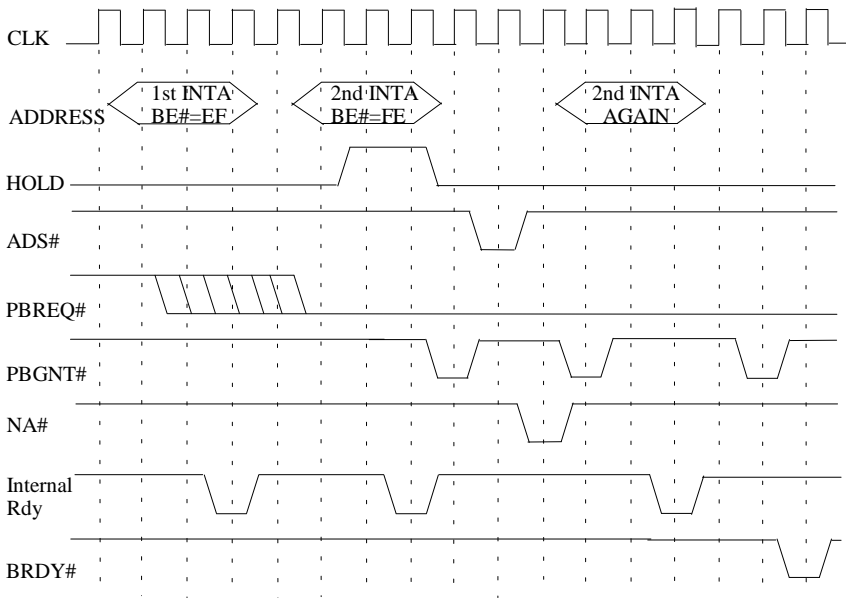 CLK
1st INTA
BE#=EF
2nd INTA
BE#=FE
2nd INTA
AGAIN
ADDRESS
HOLD
ADS#
PBREQ#
PBGNT#
NA#
Internal
Rdy
BRDY#